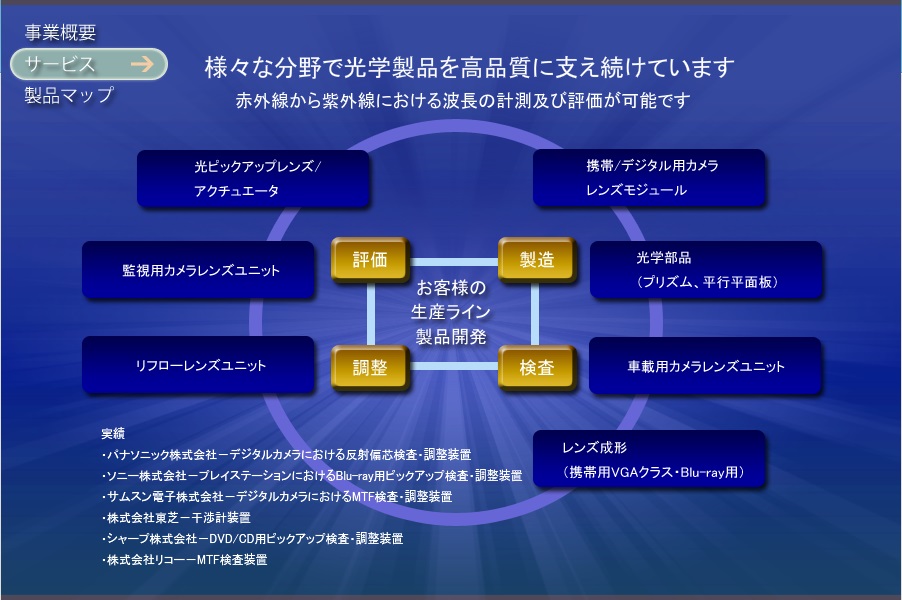 事業概要
サービス
製品マップ
様々な分野で光学製品を高品質に支え続けています
赤外線から紫外線における波長の計測及び評価が可能です
光ピックアップレンズ/
アクチュエータ
携帯/デジタル用カメラ
レンズモジュール
監視用カメラレンズユニット
評価
製造
光学部品
(プリズム、平行平面板)
お客様の
生産ライン
製品開発
リフローレンズユニット
調整
検査
車載用カメラレンズユニット
レンズ成形
(携帯用VGAクラス・Blu-ray用)
実績
・パナソニック株式会社－デジタルカメラにおける反射偏芯検査・調整装置
・ソニー株式会社－プレイステーションにおけるBlu-ray用ピックアップ検査・調整装置
・サムスン電子株式会社－デジタルカメラにおけるMTF検査・調整装置
・株式会社東芝－干渉計装置
・シャープ株式会社－DVD/CD用ピックアップ検査・調整装置
・株式会社リコー－MTF検査装置